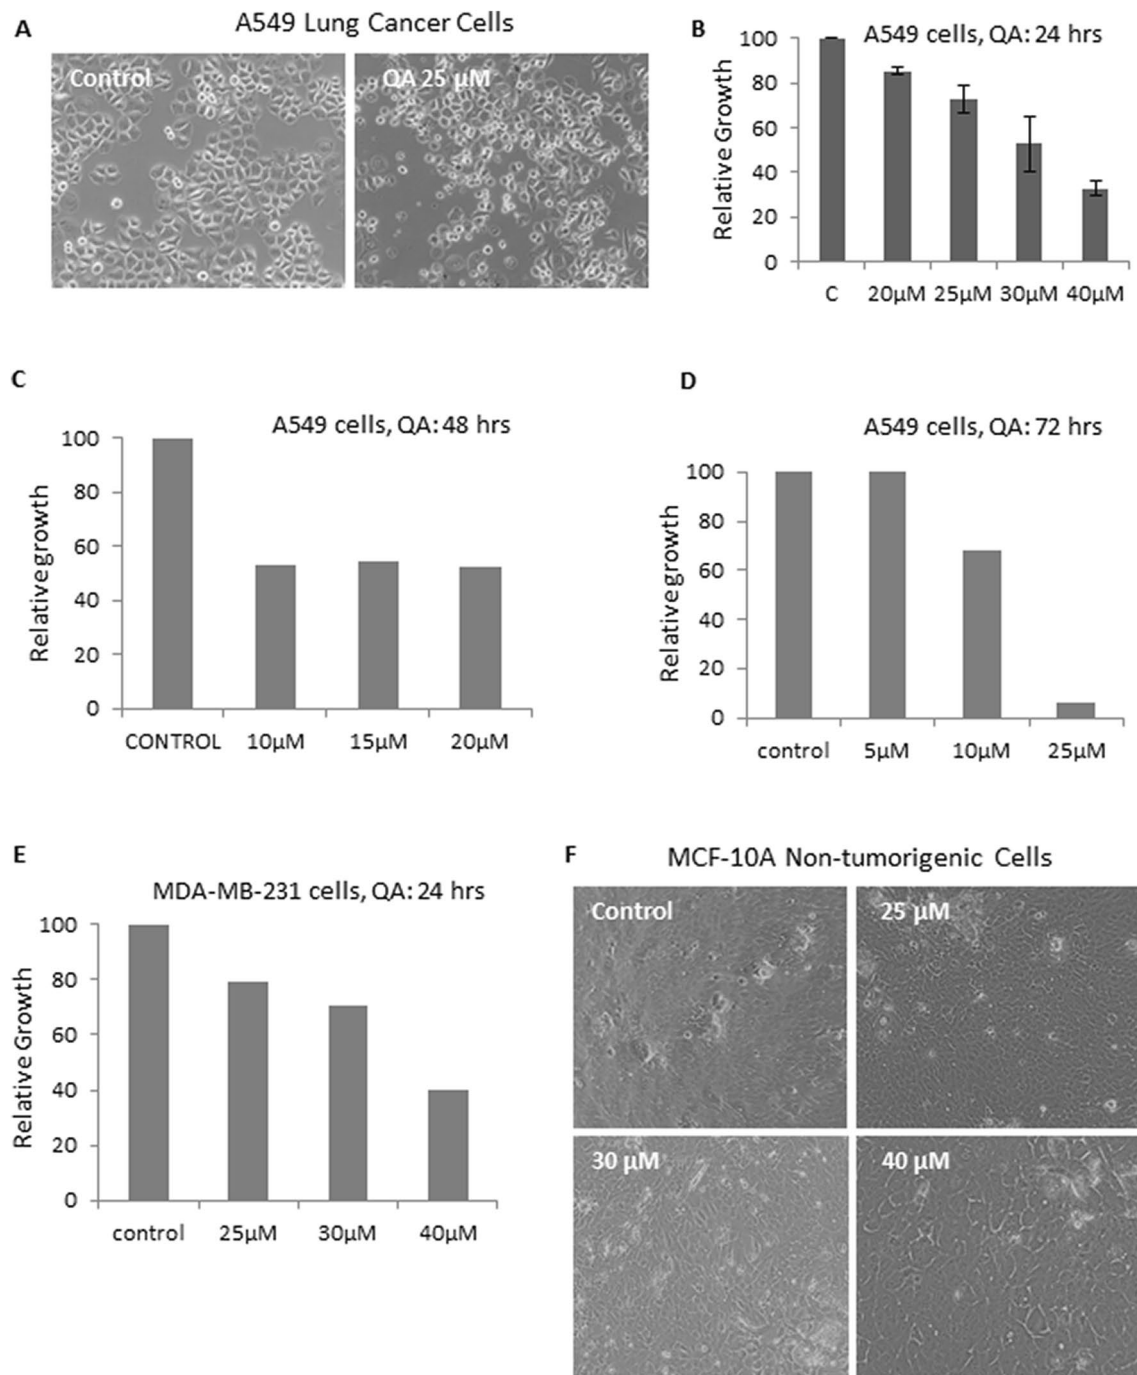 A
A549 Lung Cancer Cells
Control
QA 25 µM
B
A549 cells, QA: 24 hrs
Relative Growth
100
80
60
40
20
0
C
20µM
25µM
30µM
40µM
C
A549 cells, QA: 48 hrs
Relative growth
100
80
60
40
20
0
CONTROL
10µM
15µM
20µM
D
A549 cells, QA: 72 hrs
Relative growth
100
80
60
40
20
0
control
5µM
10µM
25µM
E
MDA-MB-231 cells, QA: 24 hrs
Relative Growth
100
80
60
40
20
0
control
25µM
30µM
40µM
F
MCF-10A Non-tumorigenic Cells
Control
25 µM
30 µM
40 µM